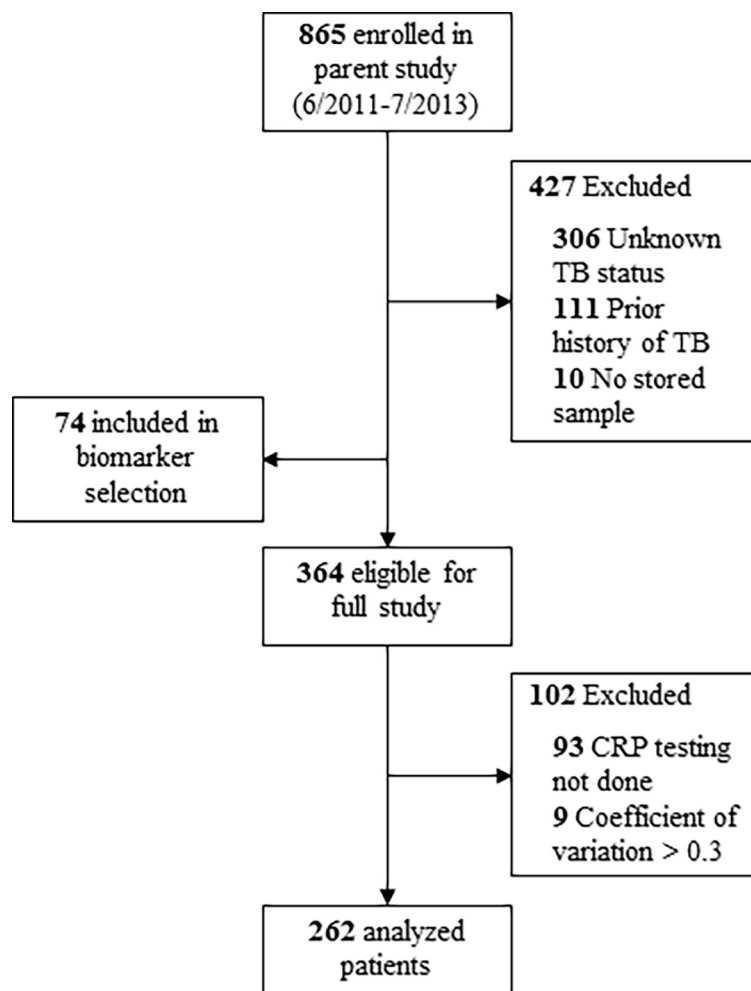 865 enrolled in
parent study
(6/2011-7/2013)
427 Excluded
306 Unknown
TB status
111 Prior
history of TB
10 No stored
sample
74 included in
biomarker
selection
364 eligible for
full study
102 Excluded
93 CRP testing
not done
9 Coefficient of
variation > 0.3
262 analyzed
patients